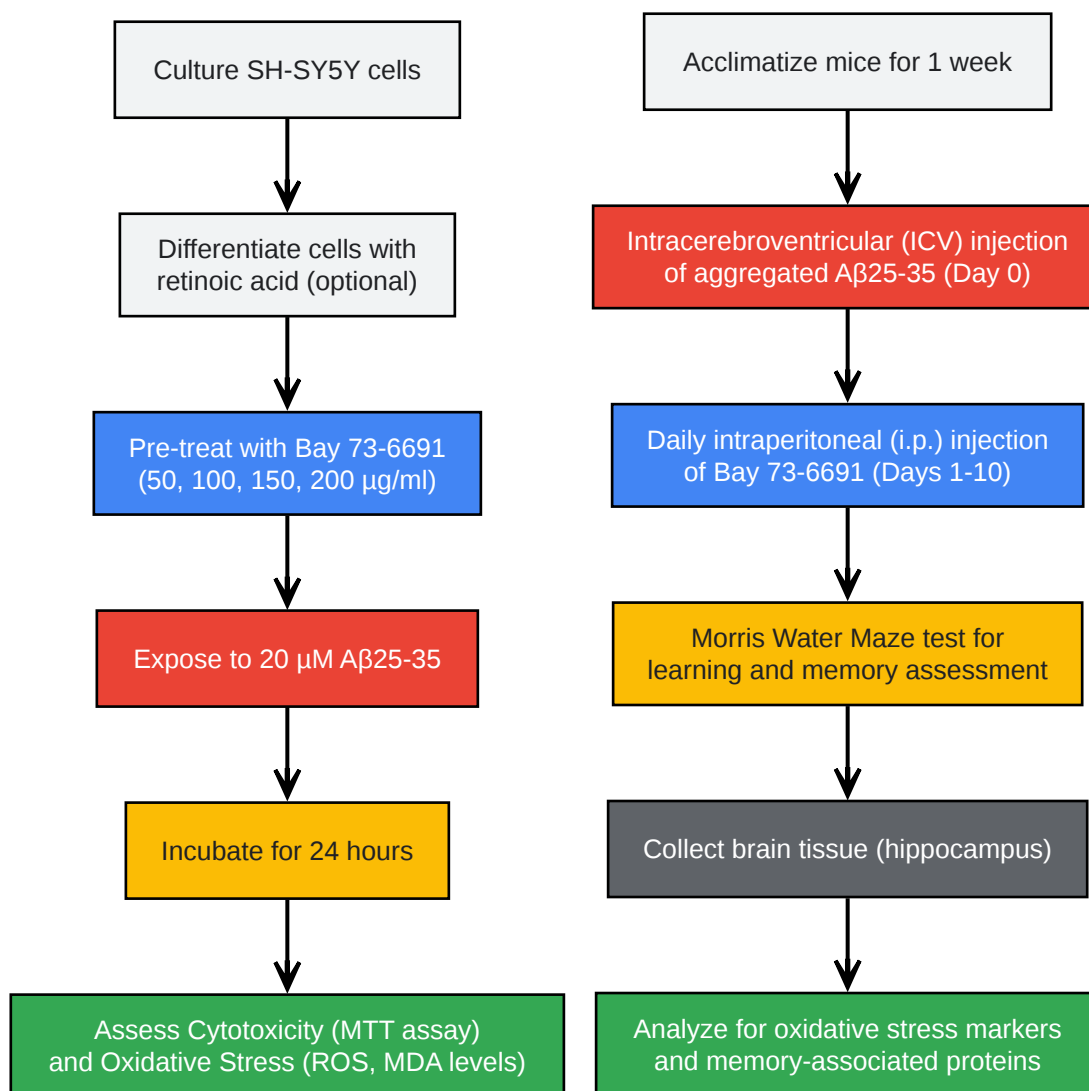 Culture SH-SY5Y cells
Differentiate cells with
retinoic acid (optional)
Pre-treat with Bay 73-6691
(50, 100, 150, 200 µg/ml)
Expose to 20 µM Aβ25-35
Incubate for 24 hours
Assess Cytotoxicity (MTT assay)
and Oxidative Stress (ROS, MDA levels)
Acclimatize mice for 1 week
Intracerebroventricular (ICV) injection
of aggregated Aβ25-35 (Day 0)
Daily intraperitoneal (i.p.) injection
of Bay 73-6691 (Days 1-10)
Morris Water Maze test for
learning and memory assessment
Collect brain tissue (hippocampus)
Analyze for oxidative stress markers
and memory-associated proteins